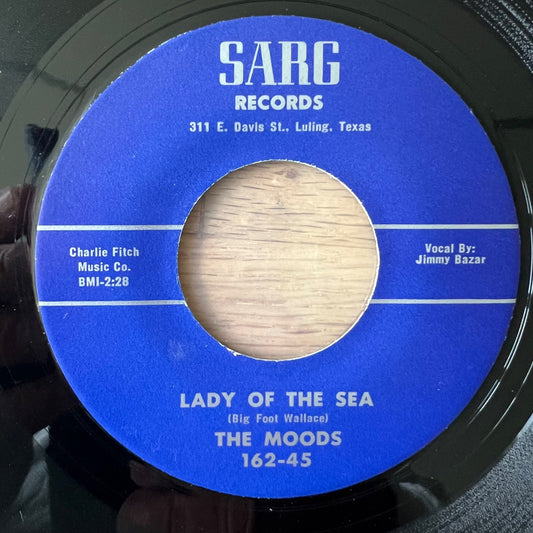 SARG
RECORDS
311 E. Davis St., Luling, Texas
Charlie Fitch
Music Co.
BMI-2:28
Vocal By:
Jimmy Bazar
LADY OF THE SEA
(Big Foot Wallace)
THE MOODS
162-45